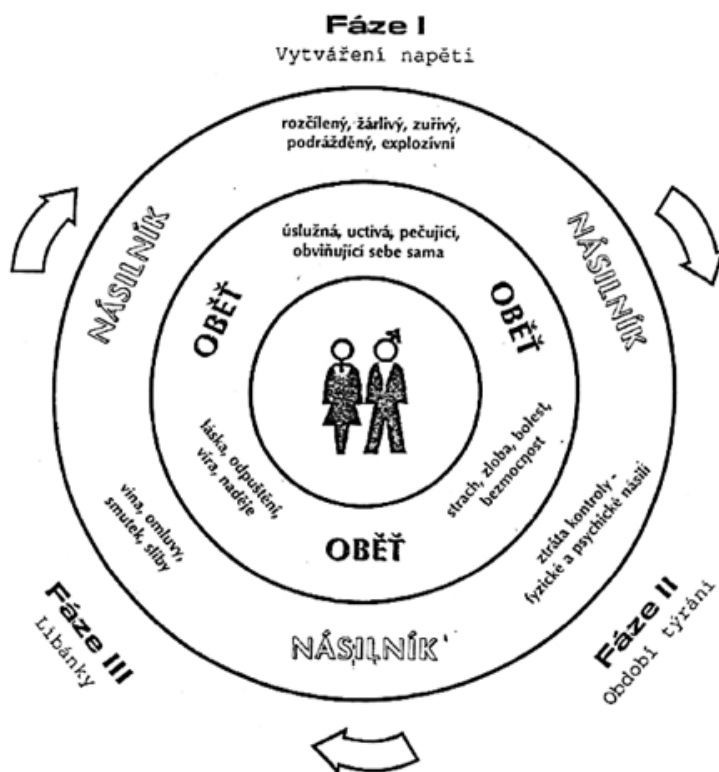 Fáze I
Vytváření napětí
rozčílený, žárlivý, zuřivý,
podrážděný, explozívní
NÁSILNÍK
NÁSILNÍK
úslužná, uctivá, pečující,
obviňující sebe sama
OBĚŤ
OBĚŤ
láska, odpuštění,
víra, naděje
strach, zloba, bolest,
bezmocnost
OBĚŤ
vina, omluvy,
smutek, sliby
ztráta kontroly -
fyzické a psychické násilí
NÁSILNÍK
Fáze III
Líbánky
Fáze II
Období týrání